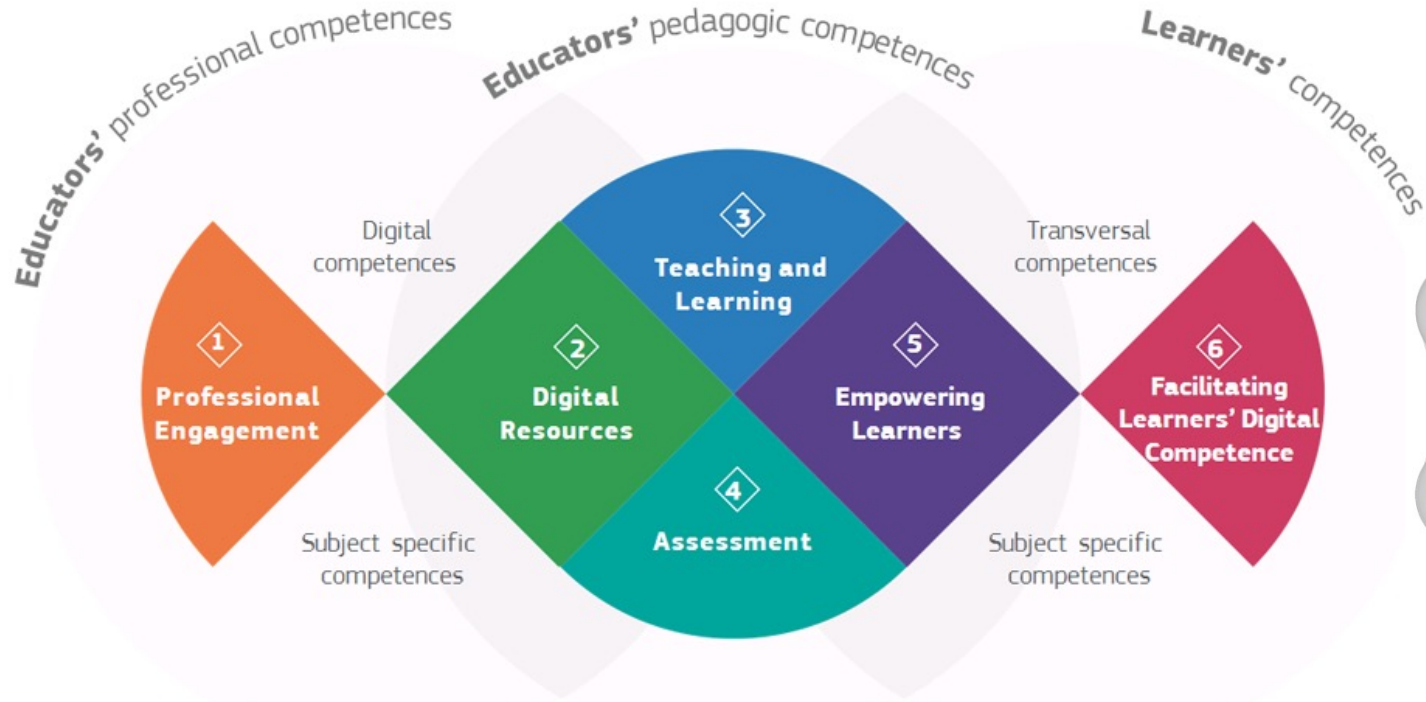 Educators' professional competences
Educators' pedagogic competences
Learners' competences
Digital
competences
Transversal
competences
1
Professional
Engagement
2
Digital
Resources
3
Teaching and
Learning
4
Assessment
5
Empowering
Learners
6
Facilitating
Learners' Digital
Competence
Subject specific
competences
Subject specific
competences